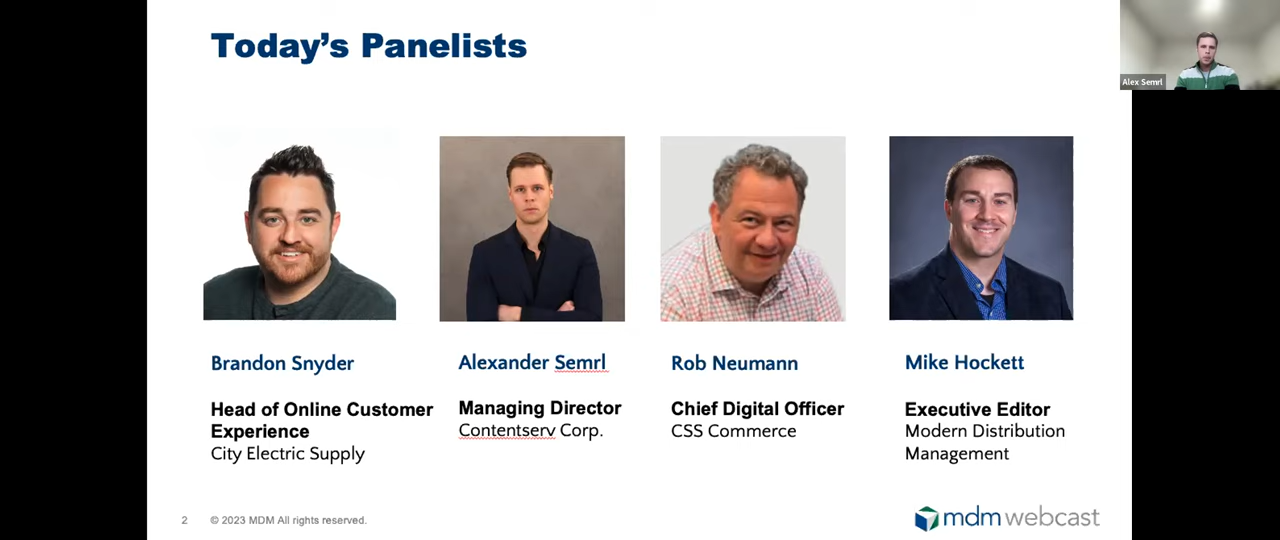 Today's Panelists
Alex Semrl
Brandon Snyder
Head of Online Customer
Experience
City Electric Supply
Alexander Semrl
Managing Director
Contentserv Corp.
Rob Neumann
Chief Digital Officer
CSS Commerce
Mike Hockett
Executive Editor
Modern Distribution
Management
2
© 2023 MDM All rights reserved.
mdm webcast